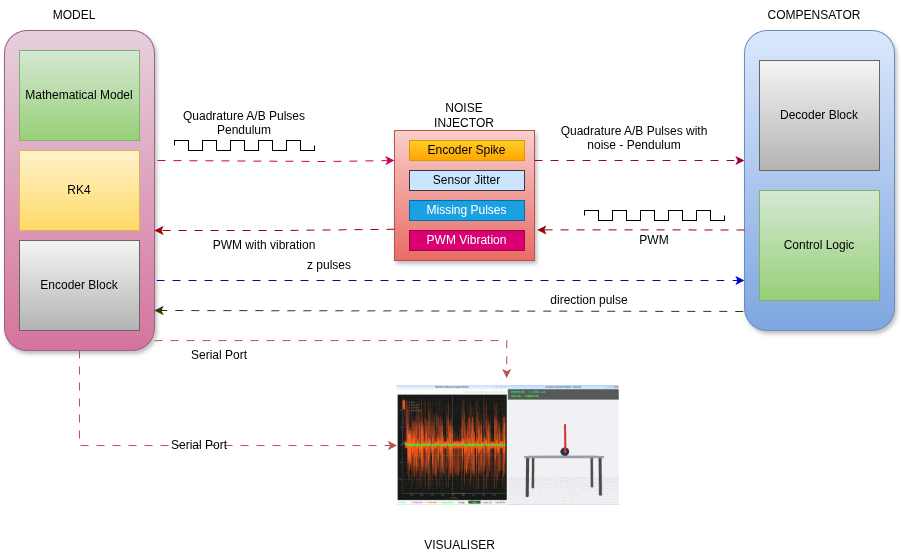 MODEL
COMPENSATOR
Mathematical Model
RK4
Encoder Block
Quadrature A/B Pulses
Pendulum
NOISE
INJECTOR
Encoder Spike
Sensor Jitter
Missing Pulses
PWM Vibration
Quadrature A/B Pulses with
noise - Pendulum
Decoder Block
Control Logic
PWM with vibration
PWM
z pulses
direction pulse
Serial Port
Serial Port
VISUALISER